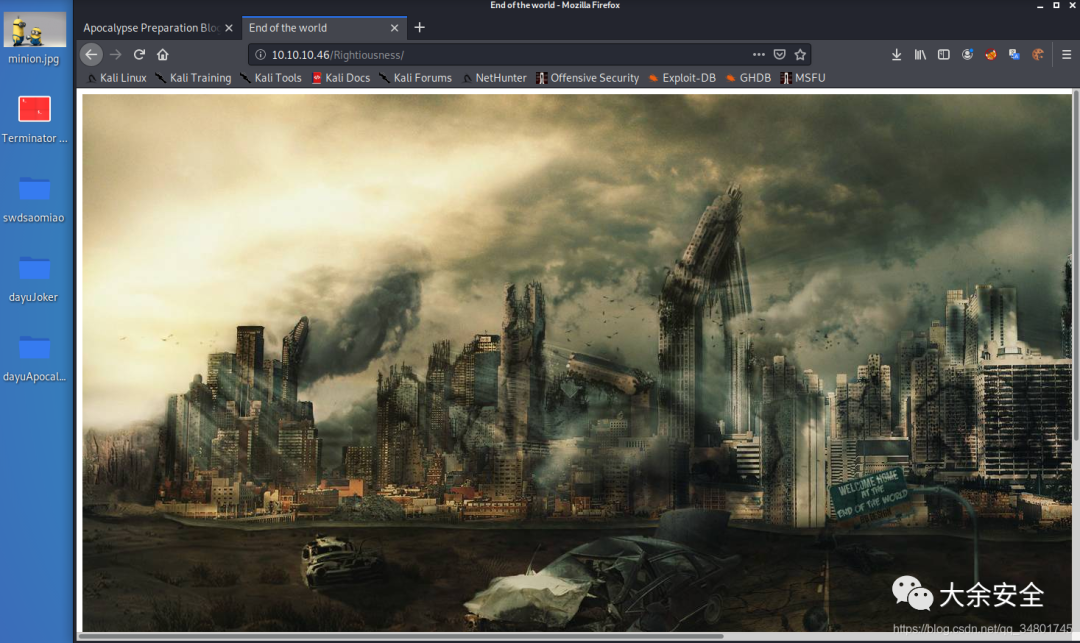 End of the world - Mozilla Firefox
minion.jpg
Terminator ...
swdsaomiao
dayuJoker
dayuApocal...
Apocalypse Preparation Blog
End of the world
10.10.10.46/Rightiousness/
Kali Linux
Kali Training
Kali Tools
Kali Docs
Kali Forums
NetHunter
Offensive Security
Exploit-DB
GHDB
MSFU
WELCOME HOME
AT THE
END OF THE WORLD
大余安全
https://blog.csdn.net/qq_34801745